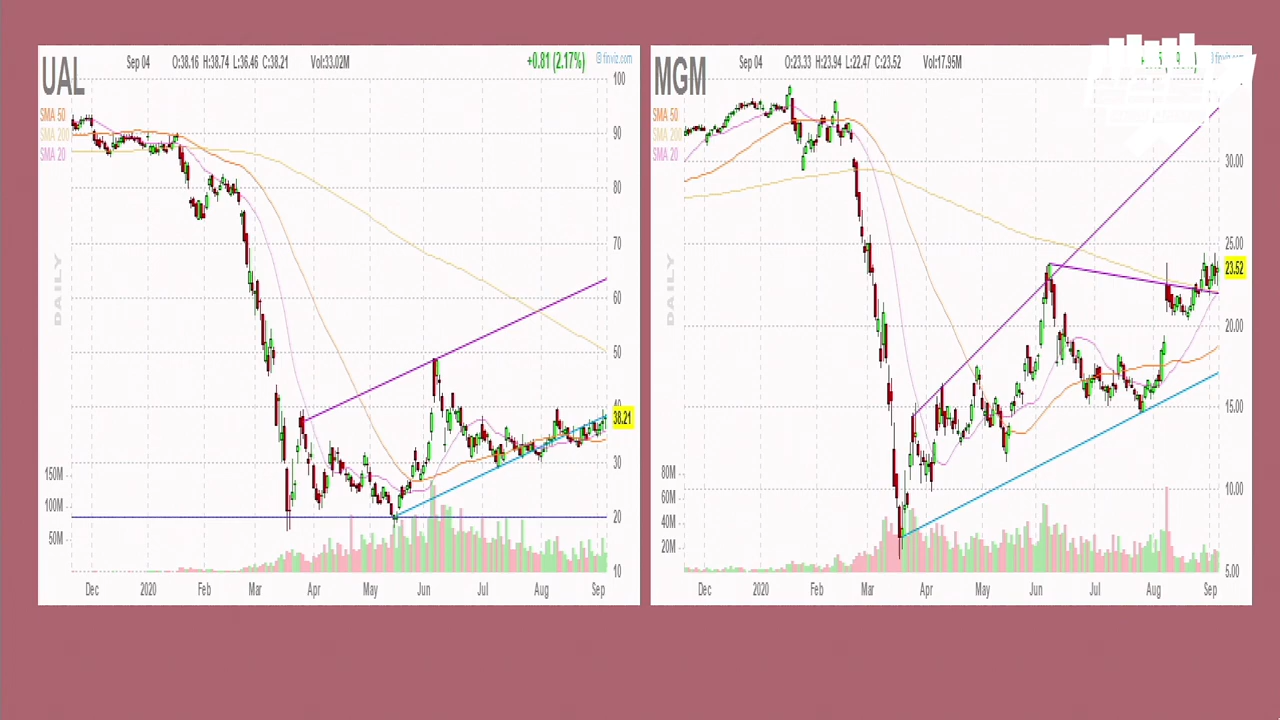 UAL
Sep 04 O:38.16 H:38.74 L:36.46 C:38.21 Vol:33.02M +0.81 (2.17%) © finviz.com
SMA 50
SMA 200
SMA 20
DAILY
100
90
80
70
60
50
40
38.21
30
20
10
150M
100M
50M
Dec 2020 Feb Mar Apr May Jun Jul Aug Sep
MGM
Sep 04 O:23.33 H:23.94 L:22.47 C:23.52 Vol:17.95M
SMA 50
SMA 200
SMA 20
DAILY
30.00
25.00
23.52
20.00
15.00
10.00
5.00
80M
60M
40M
20M
Dec 2020 Feb Mar Apr May Jun Jul Aug Sep